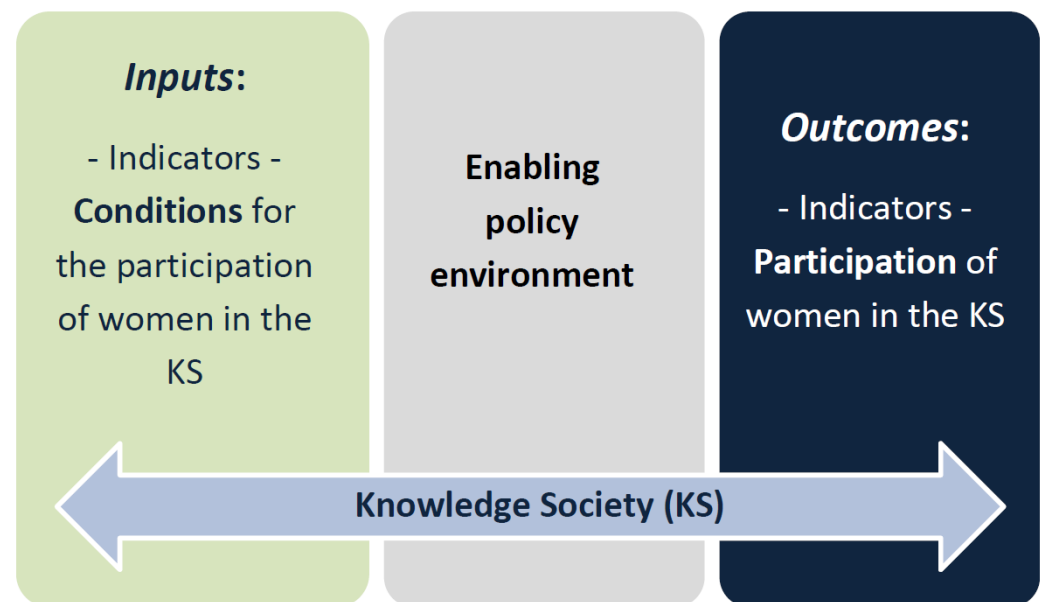 Inputs:
- Indicators -
Conditions for
the participation
of women in the
KS
Enabling
policy
environment
Outcomes:
- Indicators -
Participation of
women in the KS
Knowledge Society (KS)